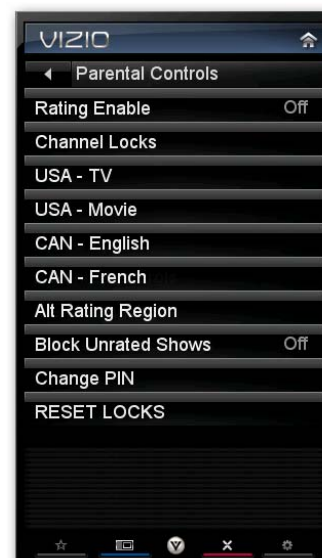 VIZIO
Parental Controls
Rating Enable Off
Channel Locks
USA - TV
USA - Movie
CAN - English
CAN - French
Alt Rating Region
Block Unrated Shows Off
Change PIN
RESET LOCKS
V